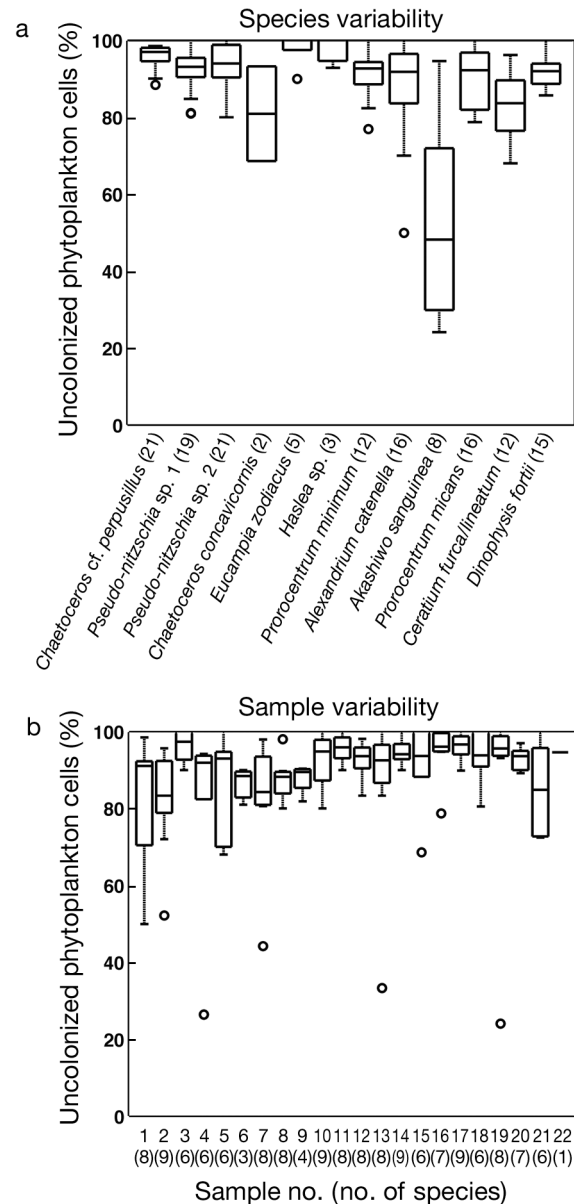 a
Species variability
Uncolonized phytoplankton cells (%)
100
80
60
40
20
0
Chaetoceros cf. perpusillus (21)
Pseudo-nitzschia sp. 1 (19)
Pseudo-nitzschia sp. 2 (21)
Chaetoceros concavicornis (2)
Eucampia zodiacus (5)
Haslea sp. (3)
Prorocentrum minimum (12)
Alexandrium catenella (16)
Akashiwo sanguinea (8)
Prorocentrum micans (16)
Ceratium furca/lineatum (12)
Dinophysis fortii (15)
b
Sample variability
Uncolonized phytoplankton cells (%)
100
80
60
40
20
0
1 2 3 4 5 6 7 8 9 10 11 12 13 14 15 16 17 18 19 20 21 22
(8) (9) (6) (6) (6) (3) (8) (8) (4) (9) (8) (8) (8) (9) (6) (7) (9) (6) (8) (7) (6) (1)
Sample no. (no. of species)